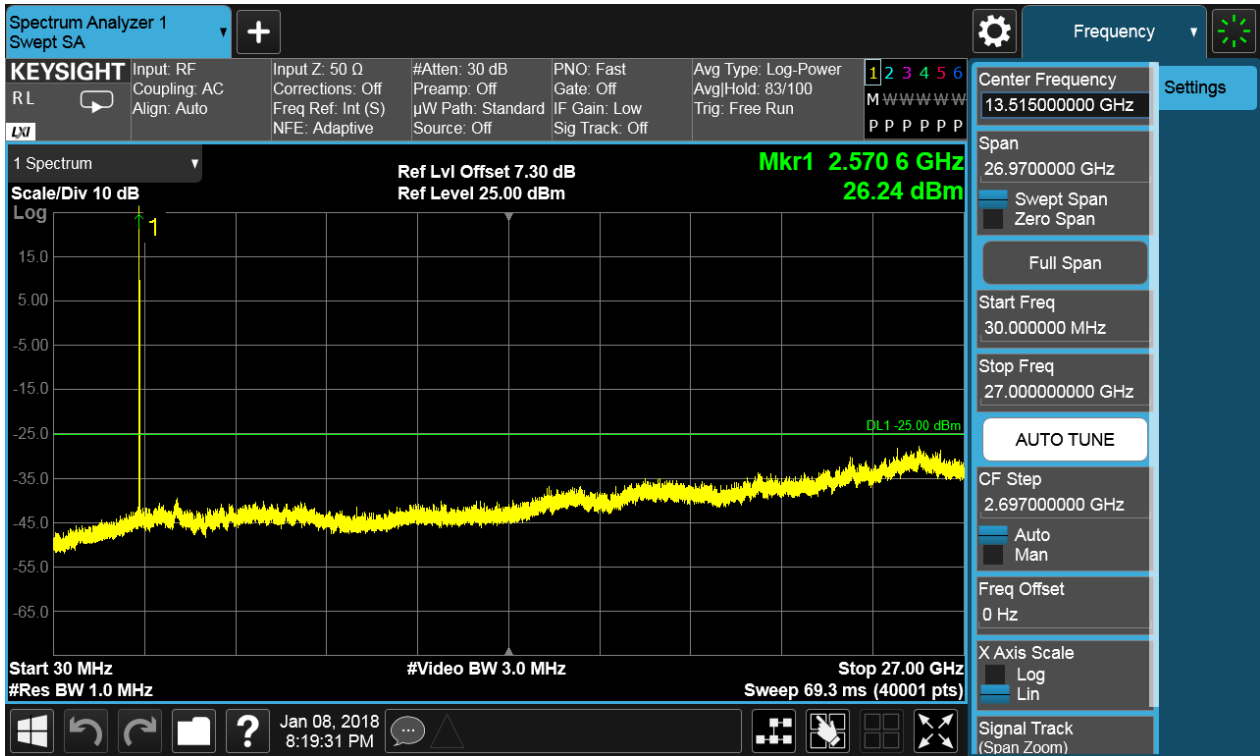 Spectrum Analyzer 1
Swept SA
+
Frequency
KEYSIGHT
R L
LXI
Input: RF
Coupling: AC
Align: Auto
Input Z: 50 Ω
Corrections: Off
Freq Ref: Int (S)
NFE: Adaptive
#Atten: 30 dB
Preamp: Off
µW Path: Standard
Source: Off
PNO: Fast
Gate: Off
IF Gain: Low
Sig Track: Off
Avg Type: Log-Power
Avg|Hold: 83/100
Trig: Free Run
1 2 3 4 5 6
M W W W W W
P P P P P P
1 Spectrum
Scale/Div 10 dB
Ref Lvl Offset 7.30 dB
Ref Level 25.00 dBm
Mkr1 2.570 6 GHz
26.24 dBm
Log
1
15.0
5.00
-5.00
-15.0
-25.0
DL1 -25.00 dBm
-35.0
-45.0
-55.0
-65.0
Start 30 MHz
#Video BW 3.0 MHz
Stop 27.00 GHz
#Res BW 1.0 MHz
Sweep 69.3 ms (40001 pts)
Center Frequency
13.515000000 GHz
Span
26.9700000 GHz
Swept Span
Zero Span
Full Span
Start Freq
30.000000 MHz
Stop Freq
27.000000000 GHz
AUTO TUNE
CF Step
2.697000000 GHz
Auto
Man
Freq Offset
0 Hz
X Axis Scale
Log
Lin
Signal Track
(Span Zoom)
Settings
?
Jan 08, 2018
8:19:31 PM